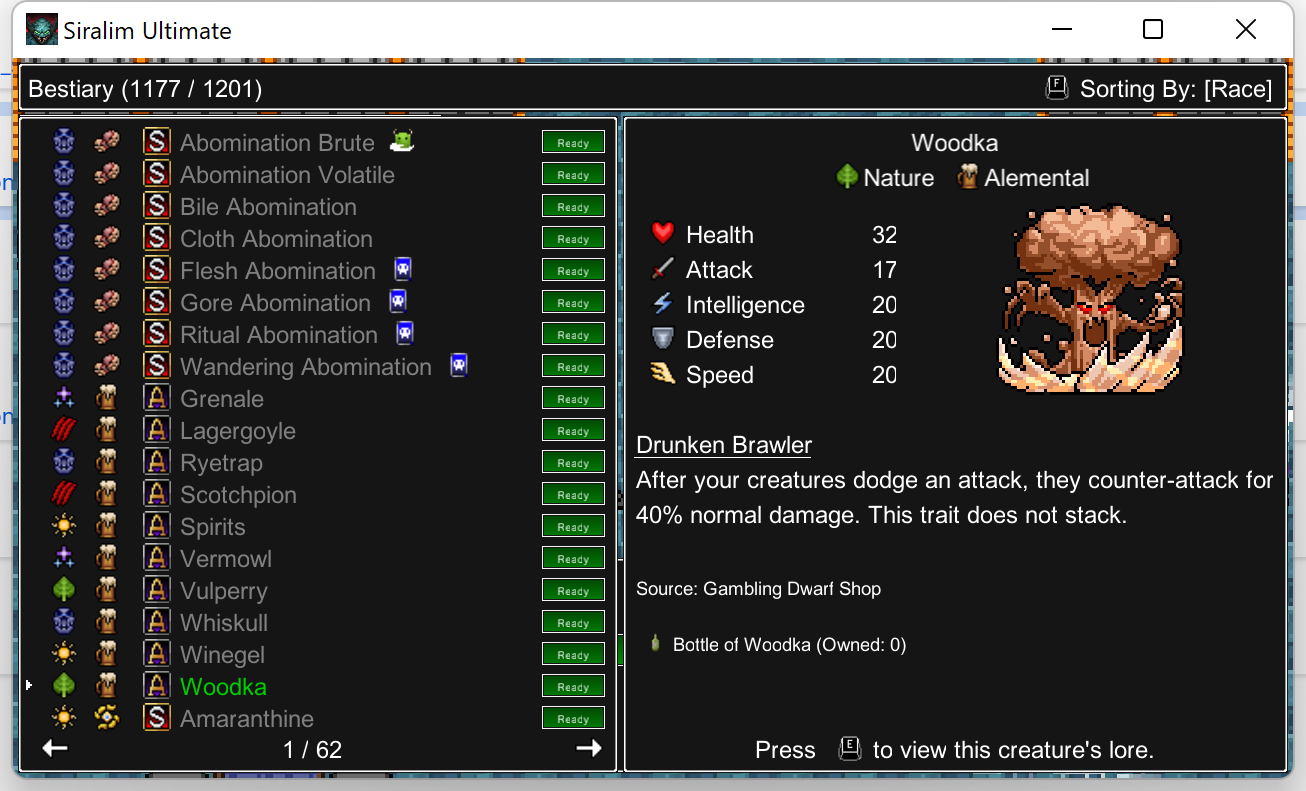 Siralim Ultimate
Bestiary (1177 / 1201)
F Sorting By: [Race]
S Abomination Brute Ready
S Abomination Volatile Ready
S Bile Abomination Ready
S Cloth Abomination Ready
S Flesh Abomination Ready
S Gore Abomination Ready
S Ritual Abomination Ready
S Wandering Abomination Ready
A Grenale Ready
A Lagergoyle Ready
A Ryetrap Ready
A Scotchpion Ready
A Spirits Ready
A Vermowl Ready
A Vulperry Ready
A Whiskull Ready
A Winegel Ready
A Woodka Ready
S Amaranthine Ready
1 / 62
Woodka
Nature Alemental
Health 32
Attack 17
Intelligence 20
Defense 20
Speed 20
Drunken Brawler
After your creatures dodge an attack, they counter-attack for
40% normal damage. This trait does not stack.
Source: Gambling Dwarf Shop
Bottle of Woodka (Owned: 0)
Press E to view this creature's lore.